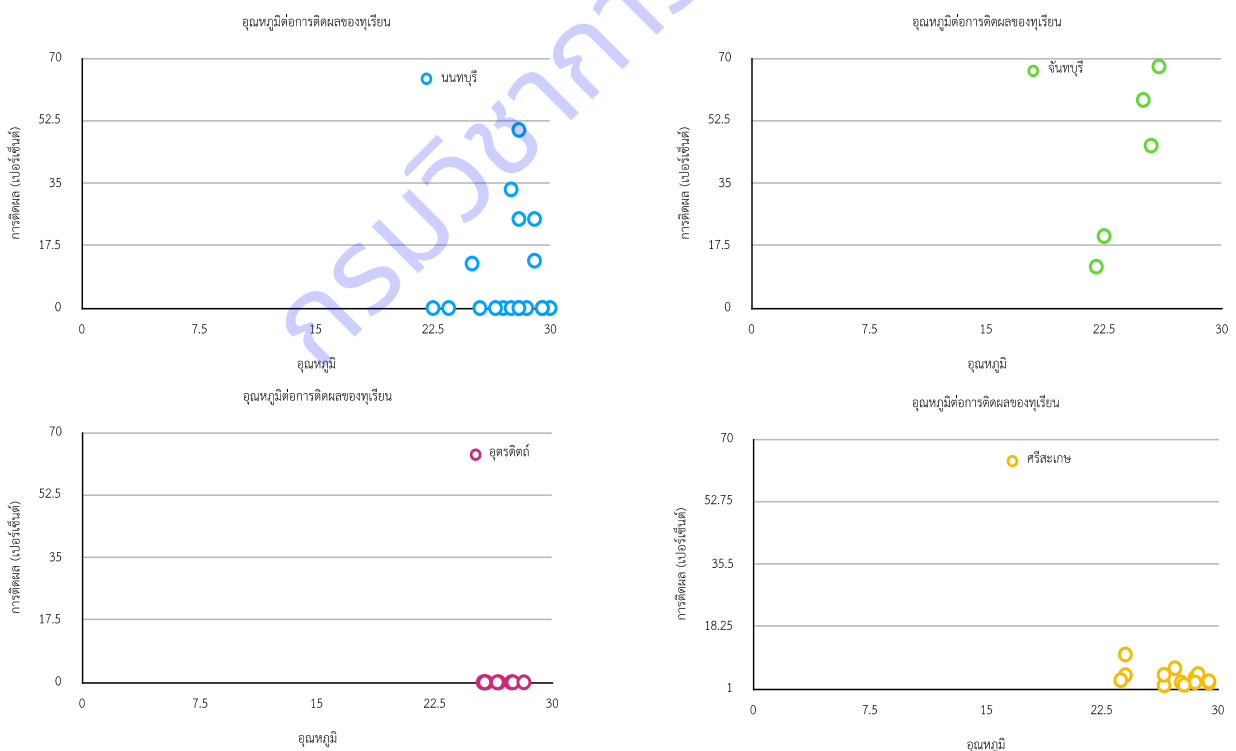 อุณหภูมิต่อการติดผลของทุเรียน
70
นนทบุรี
52.5
การติดผล (เปอร์เซ็นต์)
35
17.5
0
0 7.5 15 22.5 30
อุณหภูมิ
อุณหภูมิต่อการติดผลของทุเรียน
70
จันทบุรี
52.5
การติดผล (เปอร์เซ็นต์)
35
17.5
0
0 7.5 15 22.5 30
อุณหภูมิ
อุณหภูมิต่อการติดผลของทุเรียน
70
อุตรดิตถ์
52.5
การติดผล (เปอร์เซ็นต์)
35
17.5
0
0 7.5 15 22.5 30
อุณหภูมิ
อุณหภูมิต่อการติดผลของทุเรียน
70
ศรีสะเกษ
52.75
การติดผล (เปอร์เซ็นต์)
35.5
18.25
1
0 7.5 15 22.5 30
อุณหภูมิ
กรมวิชาการ